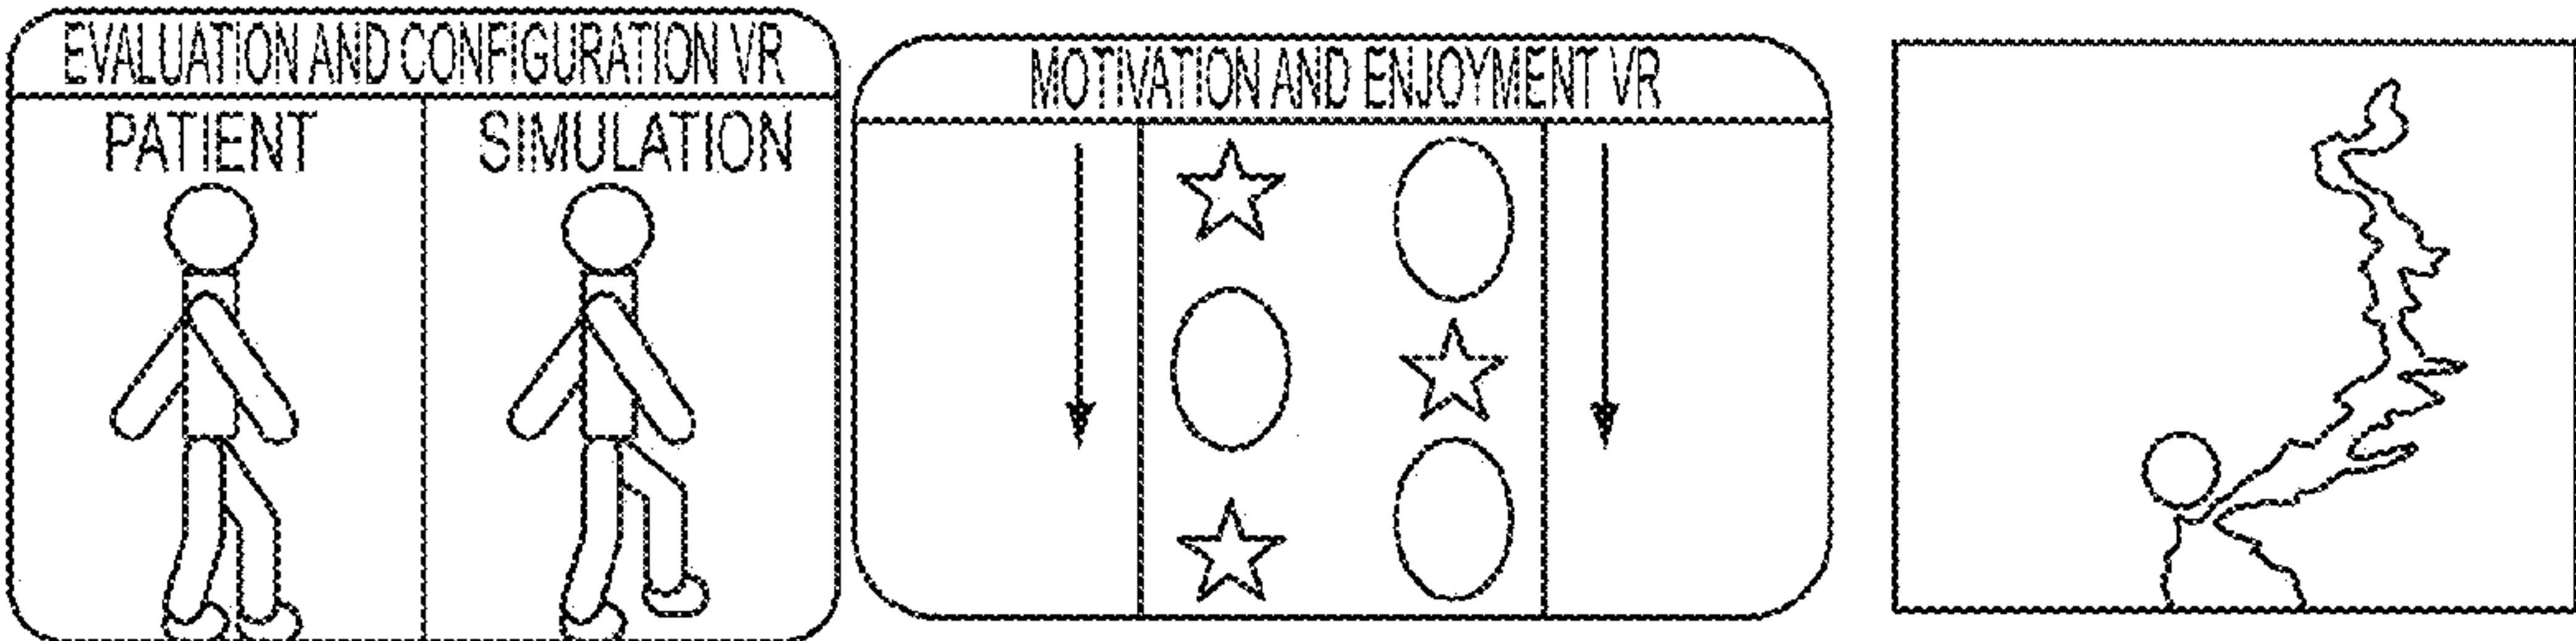 EVALUATION AND CONFIGURATION VR
PATIENT
SIMULATION
MOTIVATION AND ENJOYMENT VR